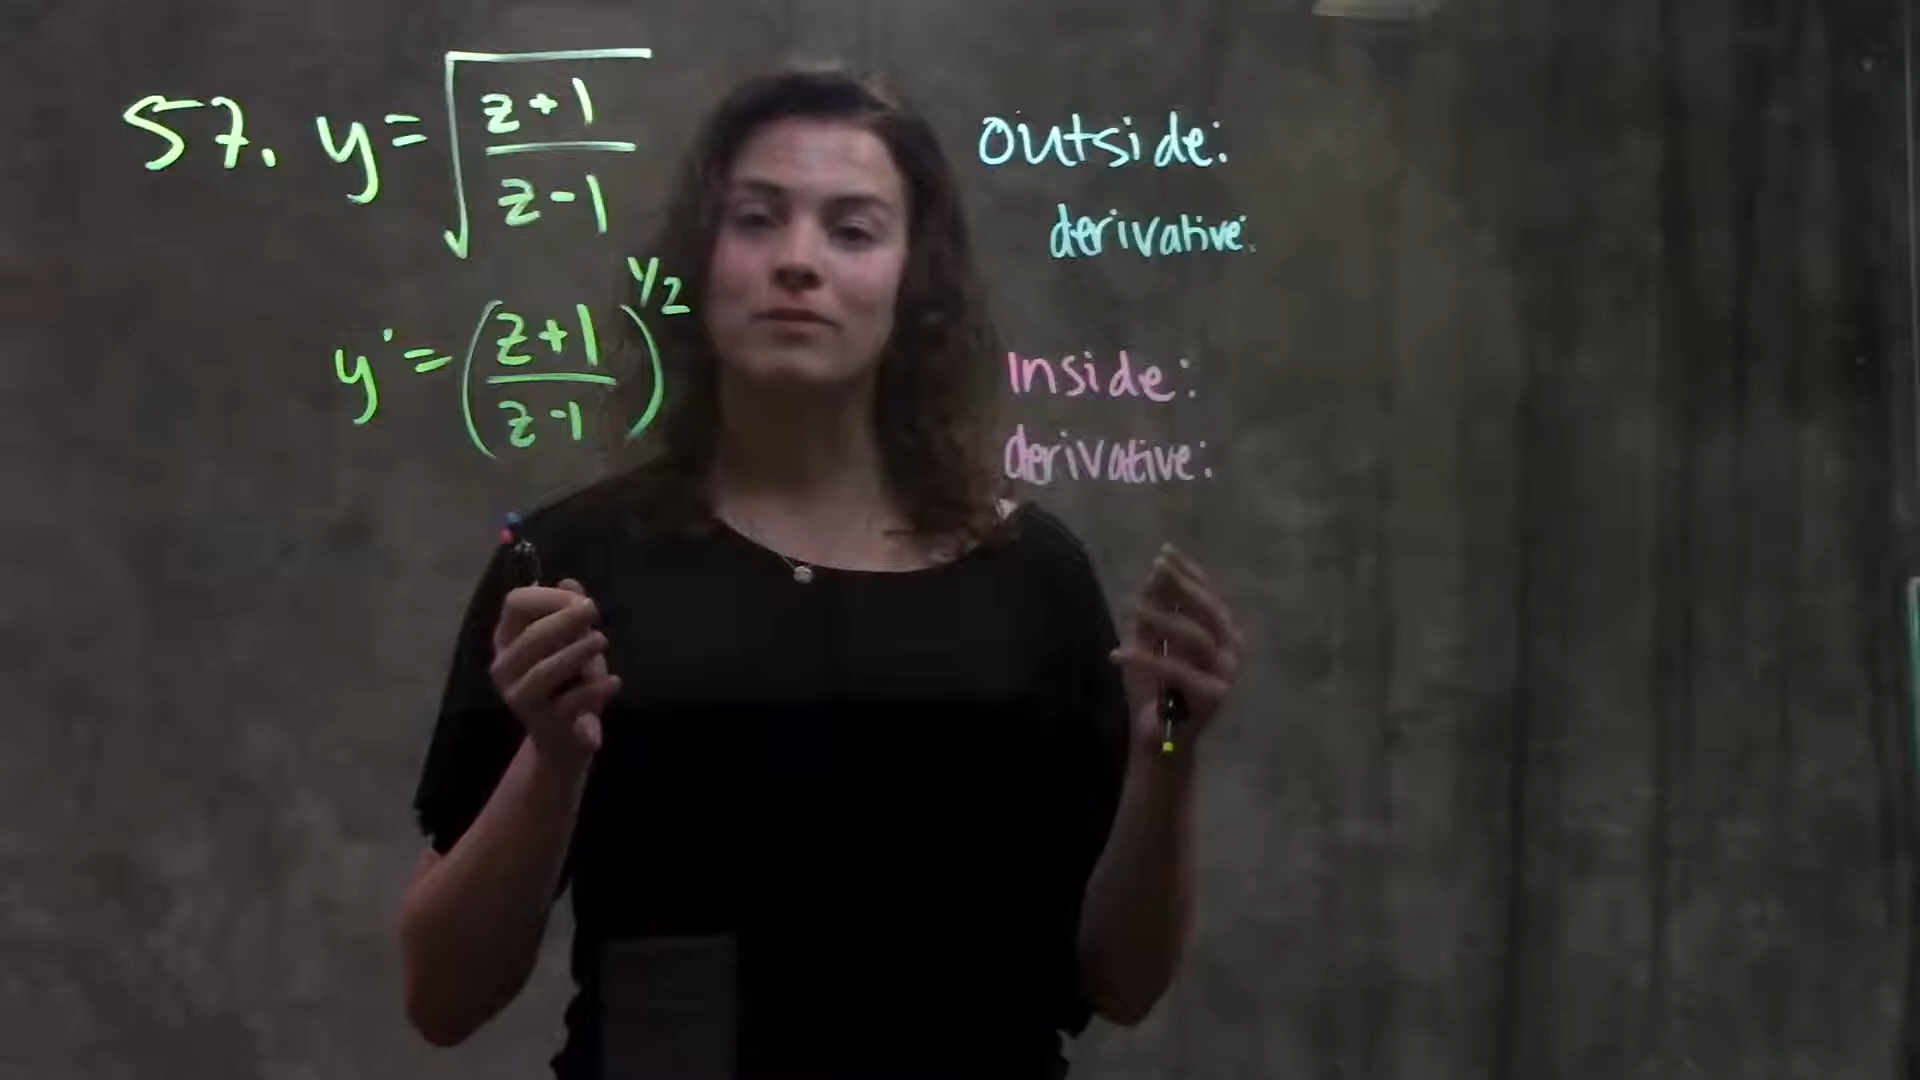 57. y = √((z+1)/(z-1))
y' = ((z+1)/(z-1))^1/2
Outside:
derivative:
Inside:
derivative: